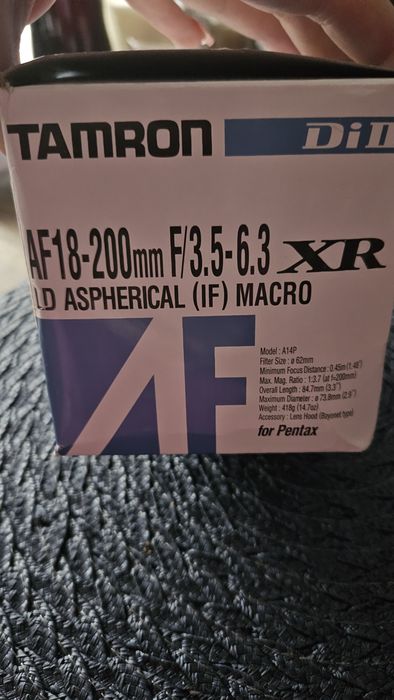 TAMRON Di II
AF18-200mm F/3.5-6.3 XR
LD ASPHERICAL (IF) MACRO
AF
Model : A14P
Filter Size : ø 62mm
Minimum Focus Distance : 0.45m (1.48")
Max. Mag. Ratio : 1:3.7 (at f=200mm)
Overall Length : 84.7mm (3.3")
Maximum Diameter : ø 73.8mm (2.9")
Weight : 418g (14.7oz)
Accessory : Lens Hood (Bayonet type)
for Pentax